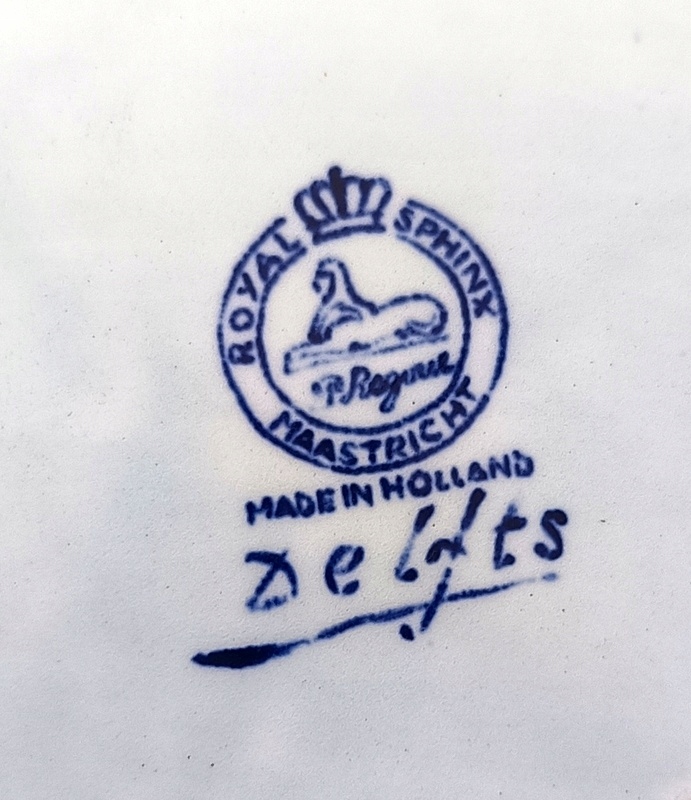 ROYAL SPHINX
P. Regout
MAASTRICHT
MADE IN HOLLAND
Delfts